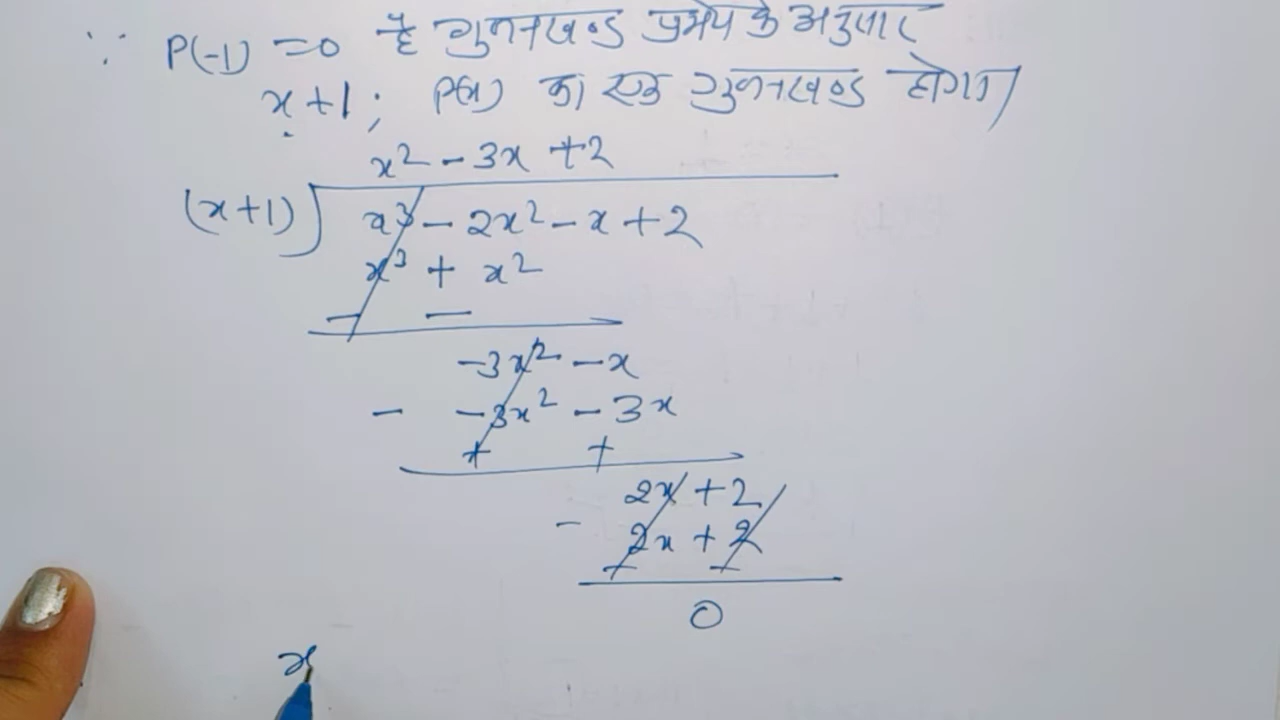 ∵ P(-1) = 0 है गुणनखण्ड प्रमेय के अनुसार
x + 1 ; P(x) का एक गुणनखण्ड होगा
x² - 3x + 2
(x+1) ) x³ - 2x² - x + 2
x³ + x²
- -
-3x² - x
- -3x² - 3x
+ +
2x + 2
- 2x + 2
- -
0
x